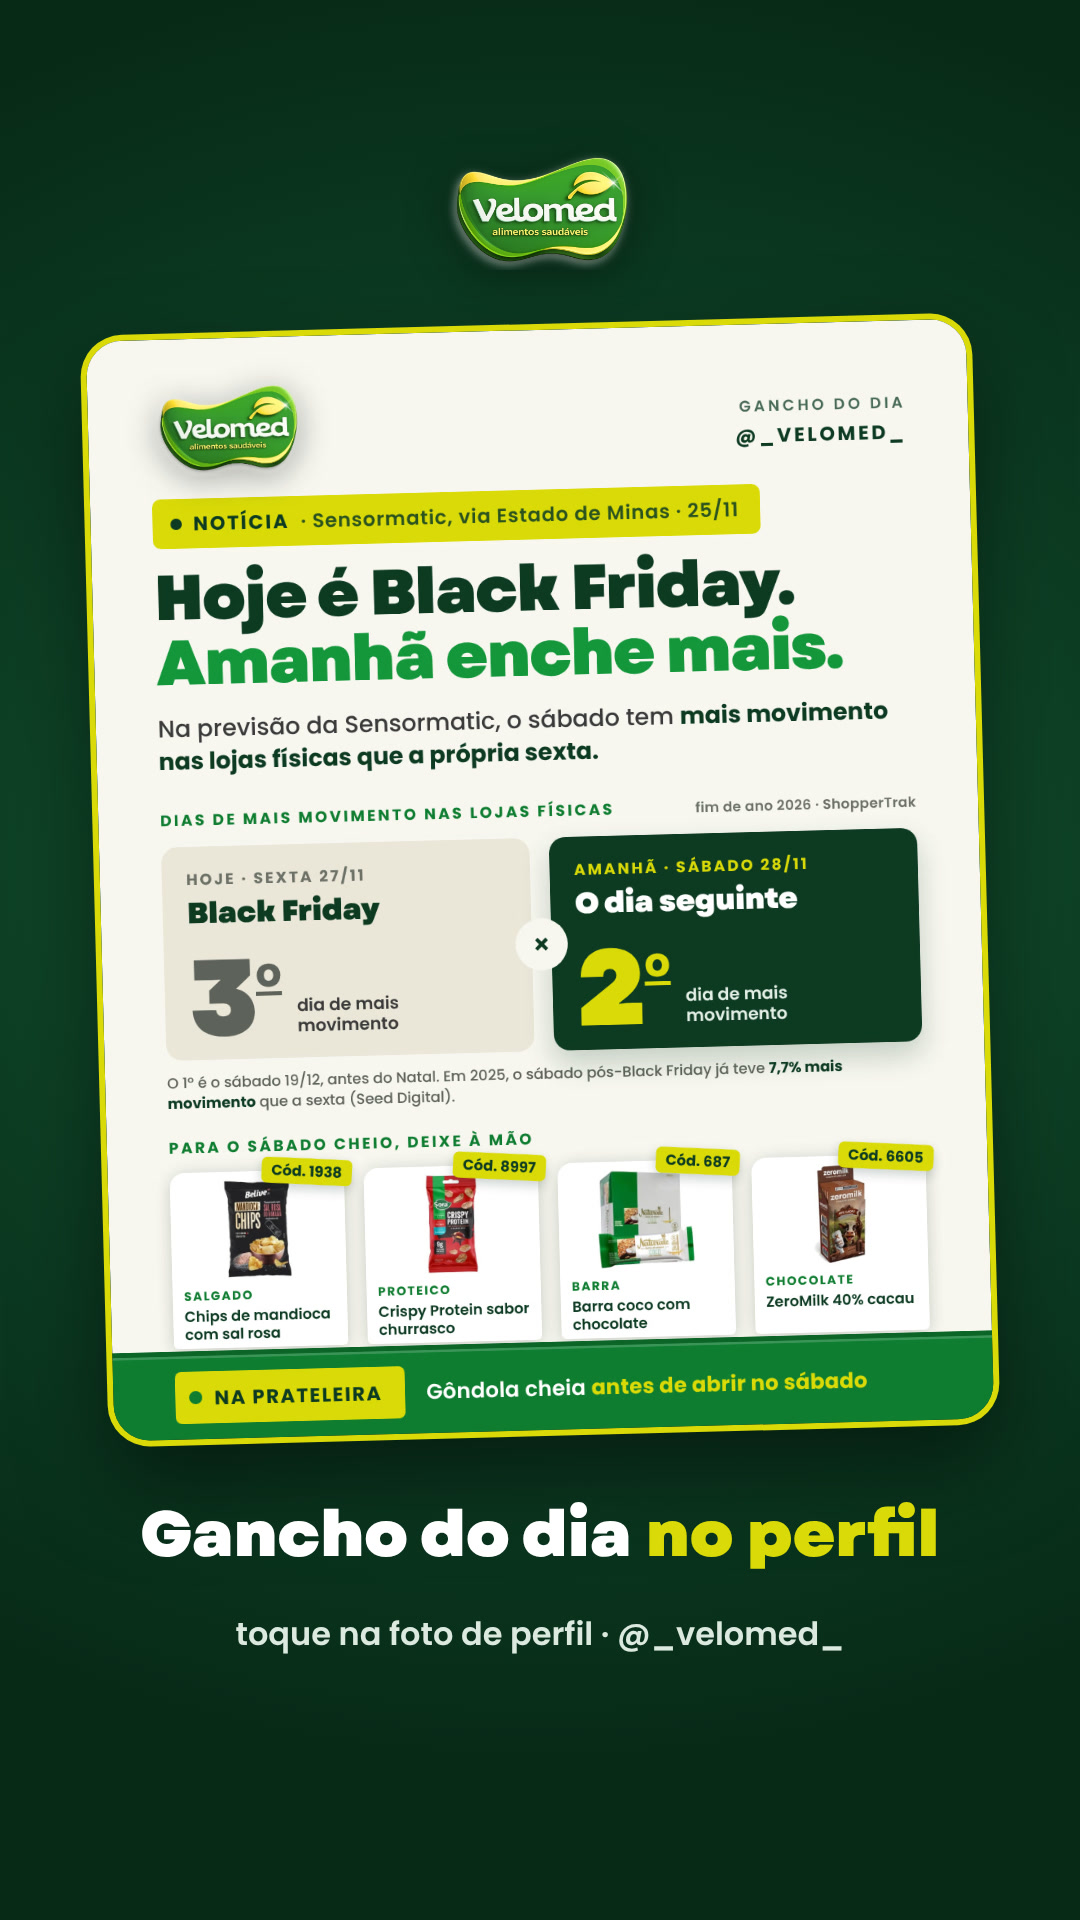 Velomed
alimentos saudáveis
Velomed
alimentos saudáveis
GANCHO DO DIA
@_VELOMED_
NOTÍCIA · Sensormatic, via Estado de Minas · 25/11
Hoje é Black Friday.
Amanhã enche mais.
Na previsão da Sensormatic, o sábado tem mais movimento
nas lojas físicas que a própria sexta.
DIAS DE MAIS MOVIMENTO NAS LOJAS FÍSICAS
fim de ano 2026 · ShopperTrak
HOJE · SEXTA 27/11
Black Friday
3º
dia de mais
movimento
×
AMANHÃ · SÁBADO 28/11
O dia seguinte
2º
dia de mais
movimento
O 1º é o sábado 19/12, antes do Natal. Em 2025, o sábado pós-Black Friday já teve 7,7% mais
movimento que a sexta (Seed Digital).
PARA O SÁBADO CHEIO, DEIXE À MÃO
Cód. 1938
Belive
MANDIOCA
CHIPS
SALGADO
Chips de mandioca
com sal rosa
Cód. 8997
CRISPY
PROTEIN
PROTEICO
Crispy Protein sabor
churrasco
Cód. 687
BARRA
Barra coco com
chocolate
Cód. 6605
zeromilk
zeromilk
CHOCOLATE
ZeroMilk 40% cacau
NA PRATELEIRA
Gôndola cheia antes de abrir no sábado
Gancho do dia no perfil
toque na foto de perfil · @_velomed_